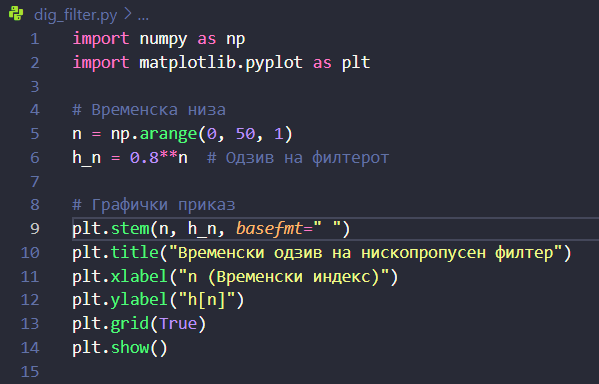 dig_filter.py > ...
1 import numpy as np
2 import matplotlib.pyplot as plt
3
4 # Временска низа
5 n = np.arange(0, 50, 1)
6 h_n = 0.8**n  # Одзив на филтерот
7
8 # Графички приказ
9 plt.stem(n, h_n, basefmt=" ")
10 plt.title("Временски одзив на нископропусен филтер")
11 plt.xlabel("n (Временски индекс)")
12 plt.ylabel("h[n]")
13 plt.grid(True)
14 plt.show()
15